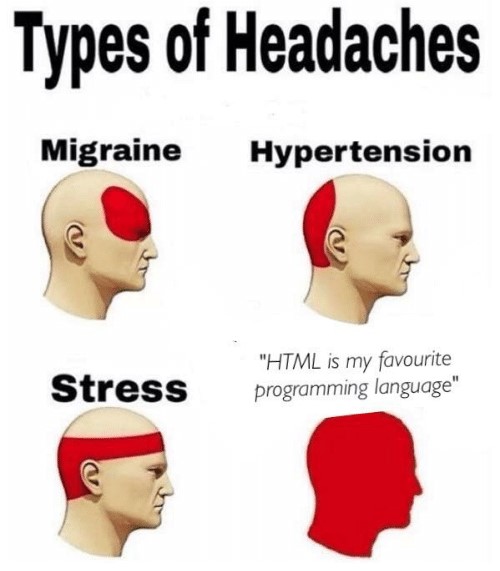 Types of Headaches
Migraine
Hypertension
Stress
"HTML is my favourite
programming language"